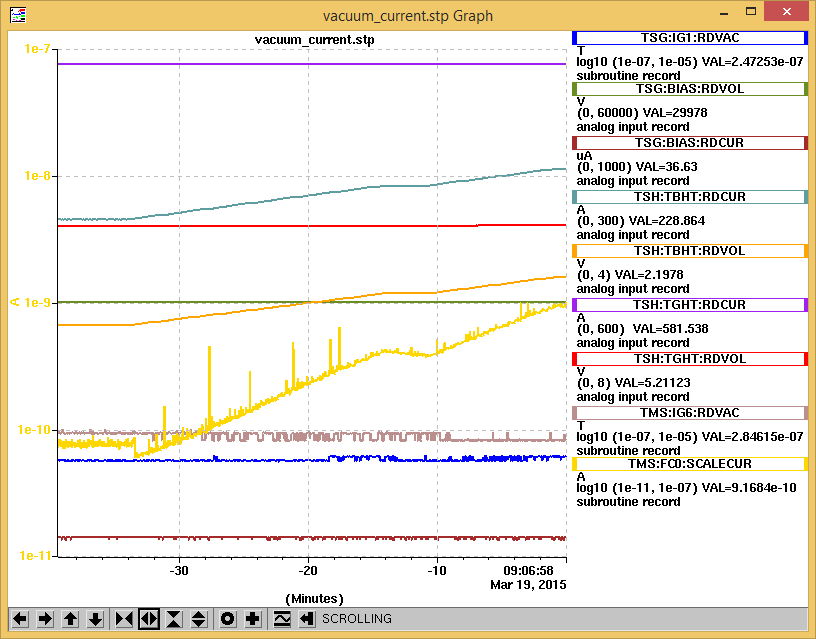 vacuum_current.stp Graph
vacuum_current.stp
1e-7
1e-8
A 1e-9
1e-10
1e-11
-30 -20 -10 09:06:58
Mar 19, 2015
(Minutes)
TSG:IG1:RDVAC
T
log10 (1e-07, 1e-05) VAL=2.47253e-07
subroutine record
TSG:BIAS:RDVOL
V
(0, 60000) VAL=29978
analog input record
TSG:BIAS:RDCUR
uA
(0, 1000) VAL=36.63
analog input record
TSH:TBHT:RDCUR
A
(0, 300) VAL=228.864
analog input record
TSH:TBHT:RDVOL
V
(0, 4) VAL=2.1978
analog input record
TSH:TGHT:RDCUR
A
(0, 600) VAL=581.538
analog input record
TSH:TGHT:RDVOL
V
(0, 8) VAL=5.21123
analog input record
TMS:IG6:RDVAC
T
log10 (1e-07, 1e-05) VAL=2.84615e-07
subroutine record
TMS:FC0:SCALECUR
A
log10 (1e-11, 1e-07) VAL=9.1684e-10
subroutine record
SCROLLING